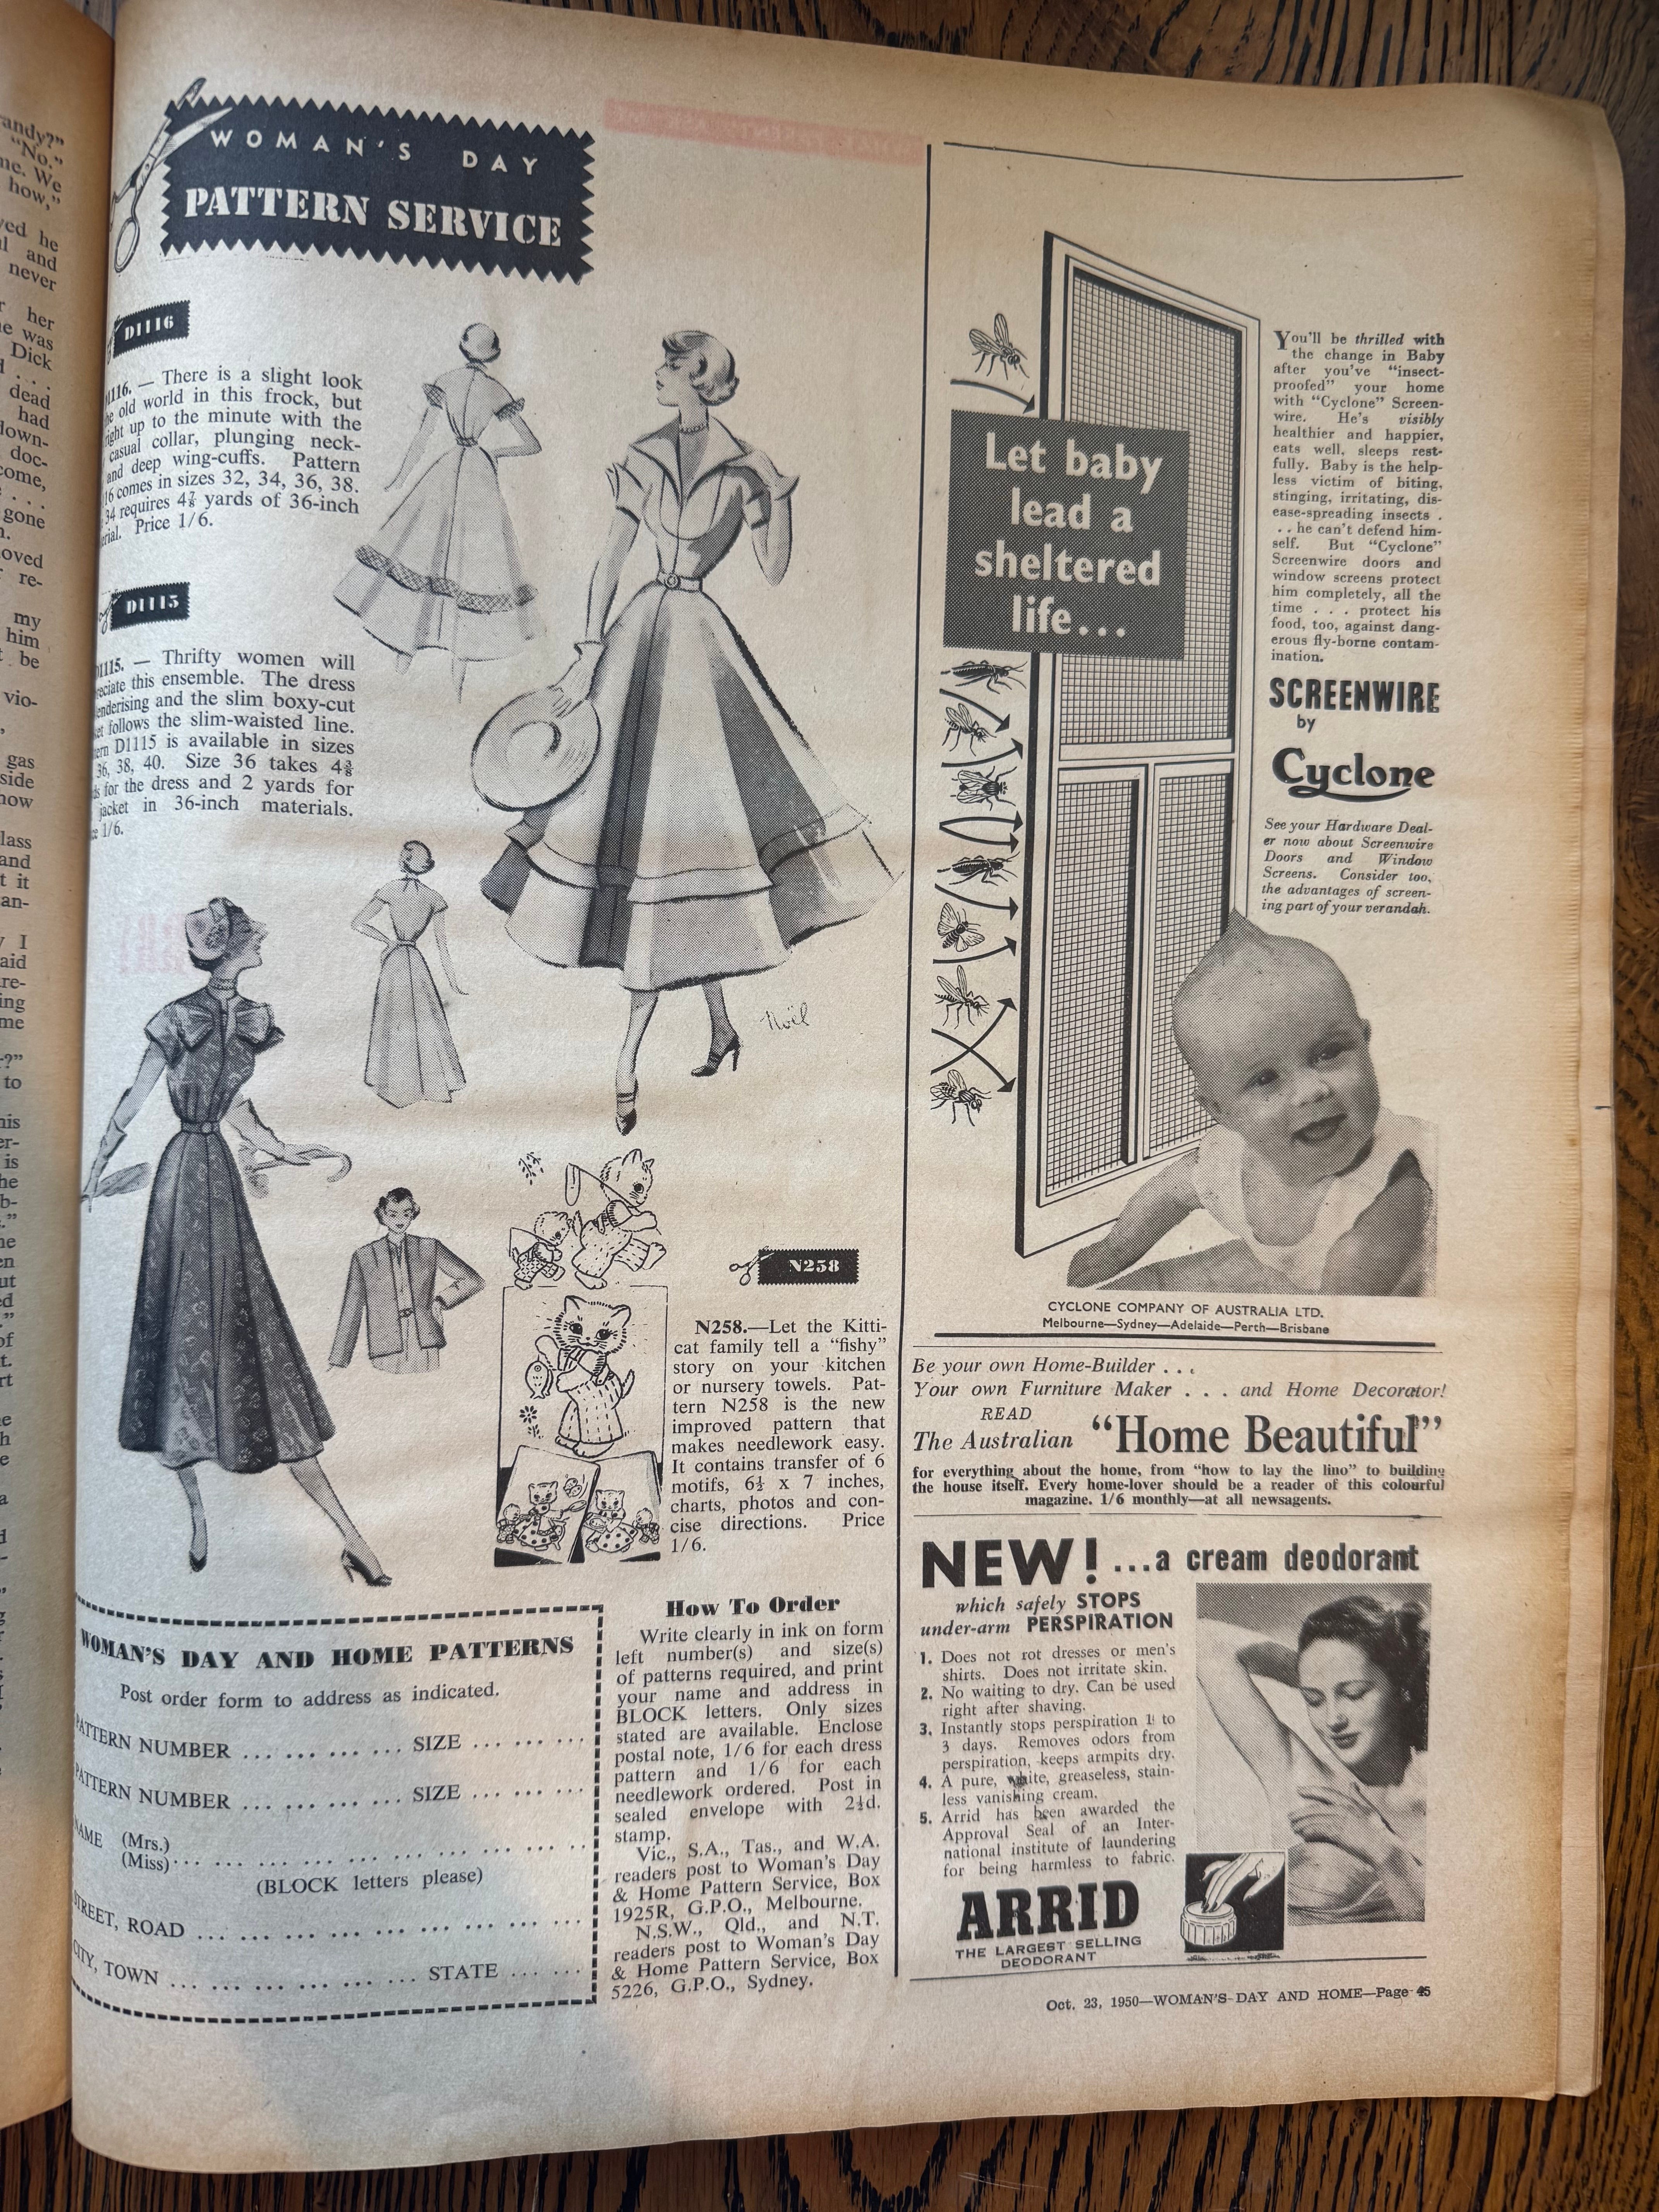 WOMAN'S DAY
PATTERN SERVICE
D1116
1116. — There is a slight look
old world in this frock, but
right up to the minute with the
casual collar, plunging neck-
and deep wing-cuffs. Pattern
16 comes in sizes 32, 34, 36, 38.
34 requires 4⅞ yards of 36-inch
erial. Price 1/6.
D1115
D1115. — Thrifty women will
reciate this ensemble. The dress
enderising and the slim boxy-cut
ket follows the slim-waisted line.
ern D1115 is available in sizes
36, 38, 40. Size 36 takes 4⅜
ds for the dress and 2 yards for
jacket in 36-inch materials.
ce 1/6.
Noël
N258
N258.—Let the Kitti-
cat family tell a "fishy"
story on your kitchen
or nursery towels. Pat-
tern N258 is the new
improved pattern that
makes needlework easy.
It contains transfer of 6
motifs, 6½ x 7 inches,
charts, photos and con-
cise directions. Price
1/6.
WOMAN'S DAY AND HOME PATTERNS
Post order form to address as indicated.
PATTERN NUMBER ... ... ... ... SIZE ... ... ...
PATTERN NUMBER ... ... ... ... SIZE ... ... ...
NAME (Mrs.)
(Miss) ... ... ... ... ... ... ... ... ... ...
(BLOCK letters please)
STREET, ROAD ... ... ... ... ... ... ... ... ...
CITY, TOWN ... ... ... ... ... ... STATE ... ...
How To Order
Write clearly in ink on form
left number(s) and size(s)
of patterns required, and print
your name and address in
BLOCK letters. Only sizes
stated are available. Enclose
postal note, 1/6 for each dress
pattern and 1/6 for each
needlework ordered. Post in
sealed envelope with 2½d.
stamp.
Vic., S.A., Tas., and W.A.
readers post to Woman's Day
& Home Pattern Service, Box
1925R, G.P.O., Melbourne.
N.S.W., Qld., and N.T.
readers post to Woman's Day
& Home Pattern Service, Box
5226, G.P.O., Sydney.
Let baby
lead a
sheltered
life...
You'll be thrilled with
the change in Baby
after you've "insect-
proofed" your home
with "Cyclone" Screen-
wire. He's visibly
healthier and happier,
eats well, sleeps rest-
fully. Baby is the help-
less victim of biting,
stinging, irritating, dis-
ease-spreading insects .
. . he can't defend him-
self. But "Cyclone"
Screenwire doors and
window screens protect
him completely, all the
time . . . protect his
food, too, against dang-
erous fly-borne contam-
ination.
SCREENWIRE
by
Cyclone
See your Hardware Deal-
er now about Screenwire
Doors and Window
Screens. Consider too,
the advantages of screen-
ing part of your verandah.
CYCLONE COMPANY OF AUSTRALIA LTD.
Melbourne—Sydney—Adelaide—Perth—Brisbane
Be your own Home-Builder . . .
Your own Furniture Maker . . . and Home Decorator!
READ
The Australian "Home Beautiful"
for everything about the home, from "how to lay the lino" to building
the house itself. Every home-lover should be a reader of this colourful
magazine. 1/6 monthly—at all newsagents.
NEW! ...a cream deodorant
which safely STOPS
under-arm PERSPIRATION
1. Does not rot dresses or men's
shirts. Does not irritate skin.
2. No waiting to dry. Can be used
right after shaving.
3. Instantly stops perspiration 1 to
3 days. Removes odors from
perspiration, keeps armpits dry.
4. A pure, white, greaseless, stain-
less vanishing cream.
5. Arrid has been awarded the
Approval Seal of an Inter-
national institute of laundering
for being harmless to fabric.
ARRID
THE LARGEST SELLING
DEODORANT
Oct. 23, 1950—WOMAN'S DAY AND HOME—Page 45